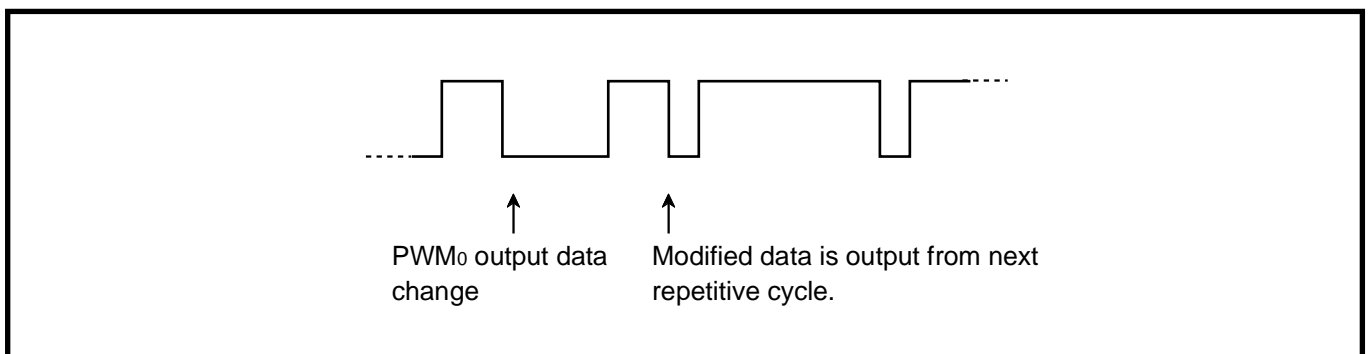 PWM0 output data
change
Modified data is output from next
repetitive cycle.